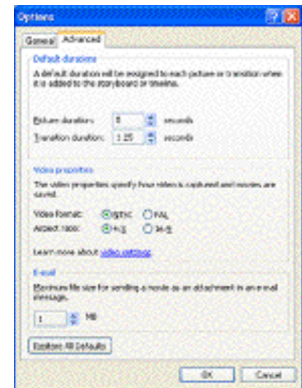 Options
General Advanced
Default durations
A default duration will be assigned to each picture or transition when
it is added to the storyboard or timeline.
Picture duration: 5 seconds
Transition duration: 1.25 seconds
Video properties
The video properties specify how video is captured and movies are
saved.
Video format: NTSC PAL
Aspect ratio: 4:3 16:9
Learn more about video settings
E-mail
Maximum file size for sending a movie as an attachment in an e-mail
message.
1 MB
Restore All Defaults
OK Cancel